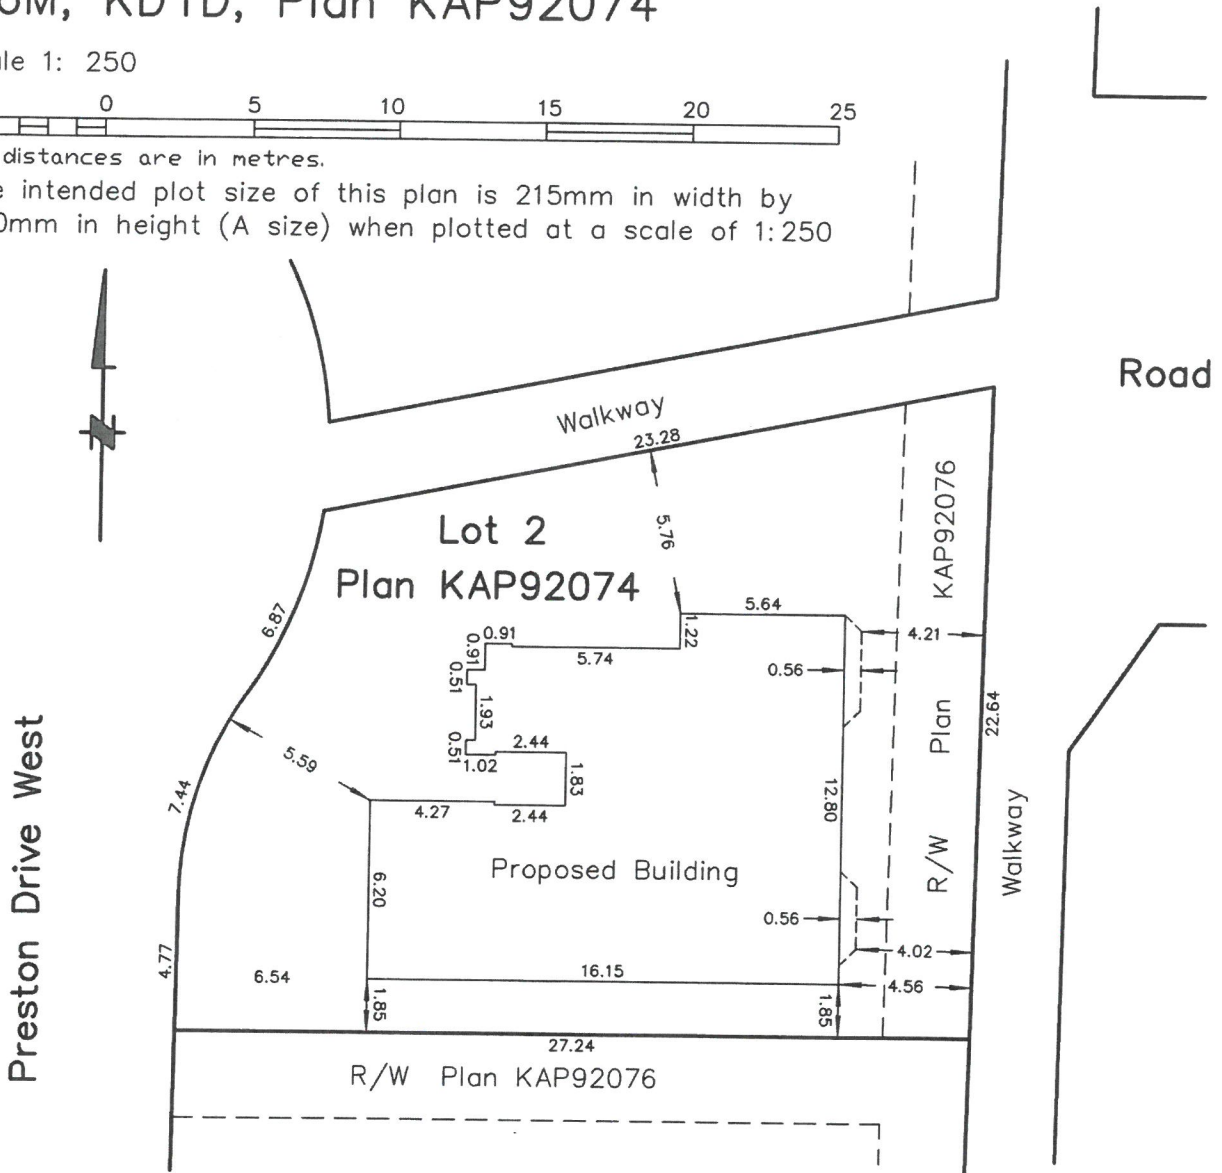 KD1D, Plan KAP92074
1: 250
0 5 10 15 20 25
distances are in metres.
intended plot size of this plan is 215mm in width by
mm in height (A size) when plotted at a scale of 1:250
Road
Walkway
23.28
Lot 2
Plan KAP92074
5.76
KAP92076
Plan
R/W
5.64
1.22
4.21
0.91
0.91
5.74
0.56
0.51
1.93
6.87
22.64
0.51
2.44
1.02
1.83
5.59
7.44
4.27
2.44
12.80
Walkway
Preston Drive West
Proposed Building
6.20
0.56
4.02
4.77
6.54
16.15
4.56
1.85
1.85
27.24
R/W Plan KAP92076